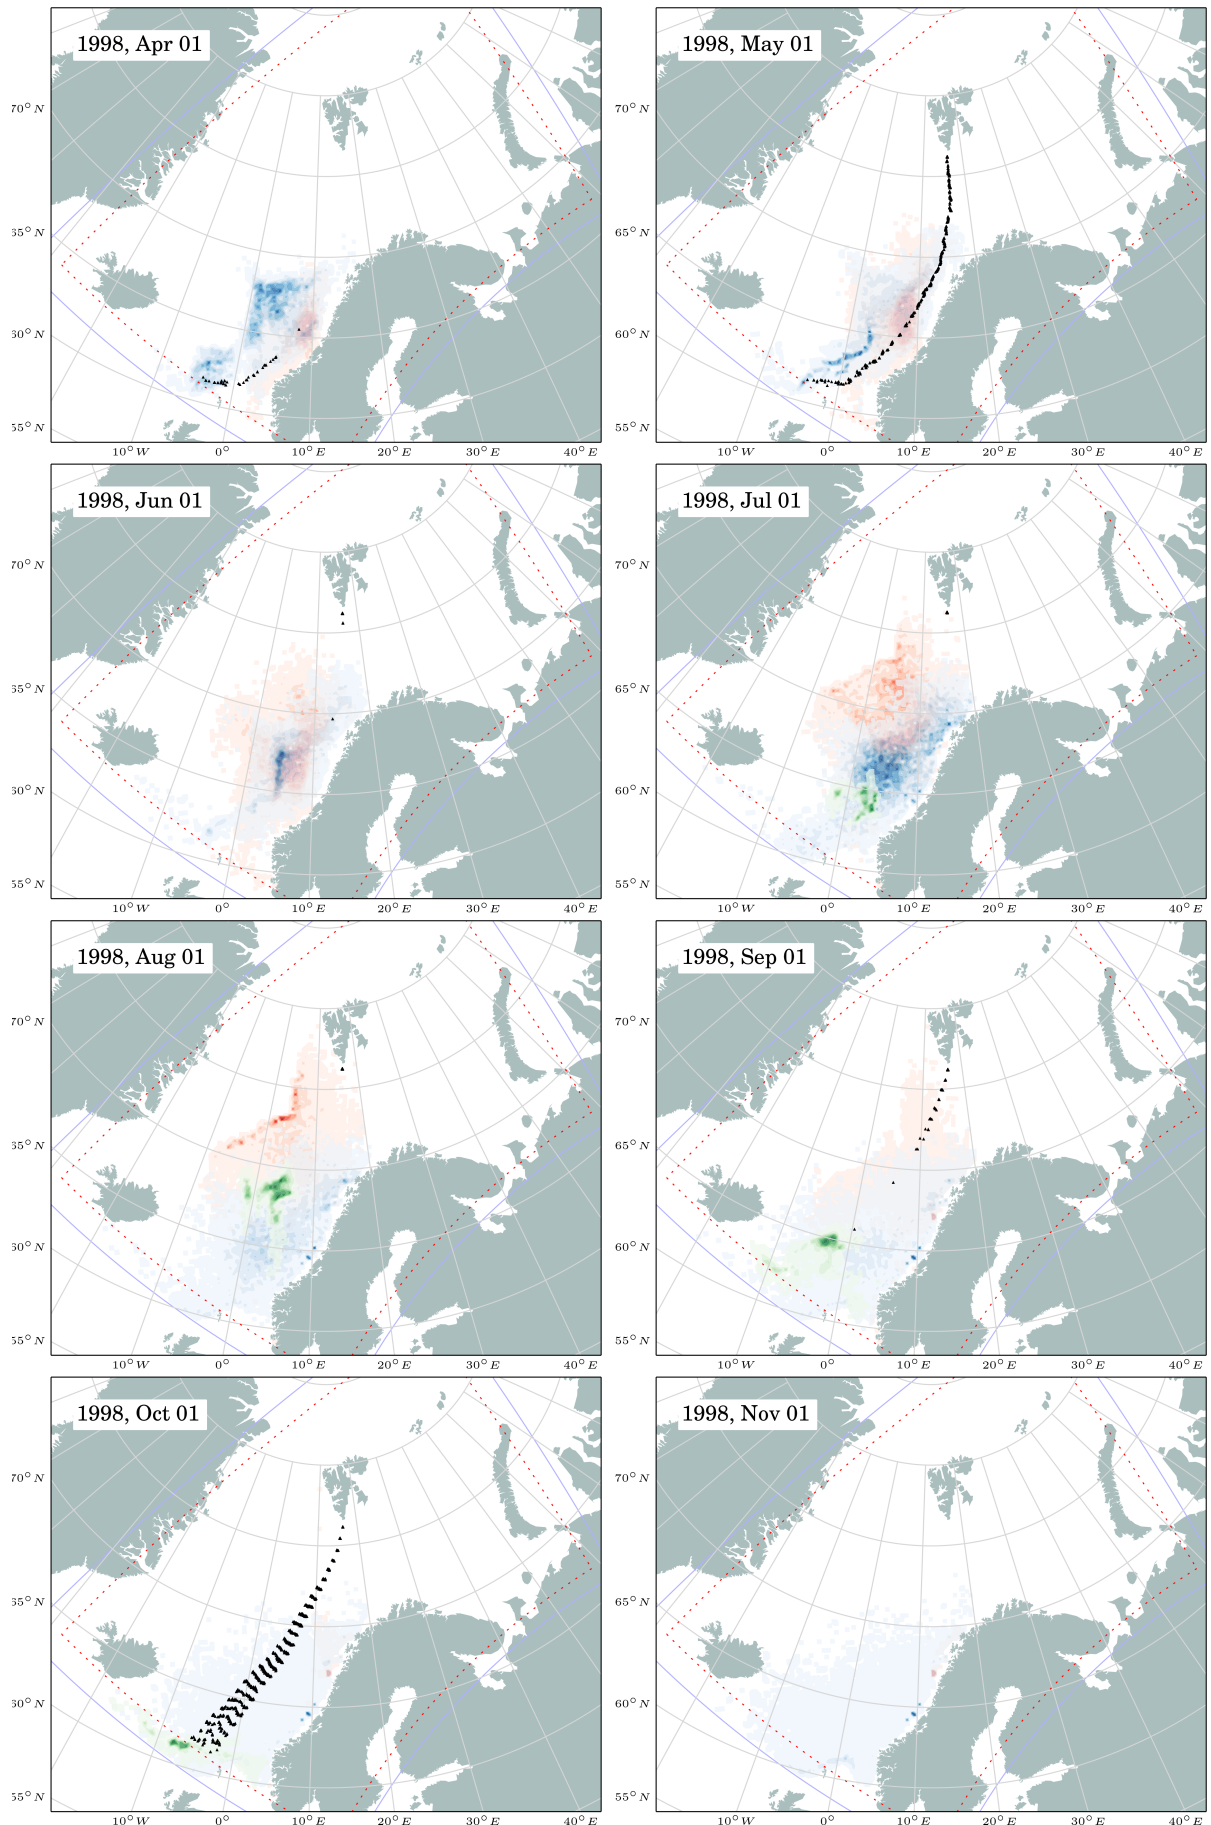 1998, Apr 01
70° N
65° N
60° N
55° N
10° W 0° 10° E 20° E 30° E 40° E
1998, May 01
70° N
65° N
60° N
55° N
10° W 0° 10° E 20° E 30° E 40° E
1998, Jun 01
70° N
65° N
60° N
55° N
10° W 0° 10° E 20° E 30° E 40° E
1998, Jul 01
70° N
65° N
60° N
55° N
10° W 0° 10° E 20° E 30° E 40° E
1998, Aug 01
70° N
65° N
60° N
55° N
10° W 0° 10° E 20° E 30° E 40° E
1998, Sep 01
70° N
65° N
60° N
55° N
10° W 0° 10° E 20° E 30° E 40° E
1998, Oct 01
70° N
65° N
60° N
55° N
10° W 0° 10° E 20° E 30° E 40° E
1998, Nov 01
70° N
65° N
60° N
55° N
10° W 0° 10° E 20° E 30° E 40° E